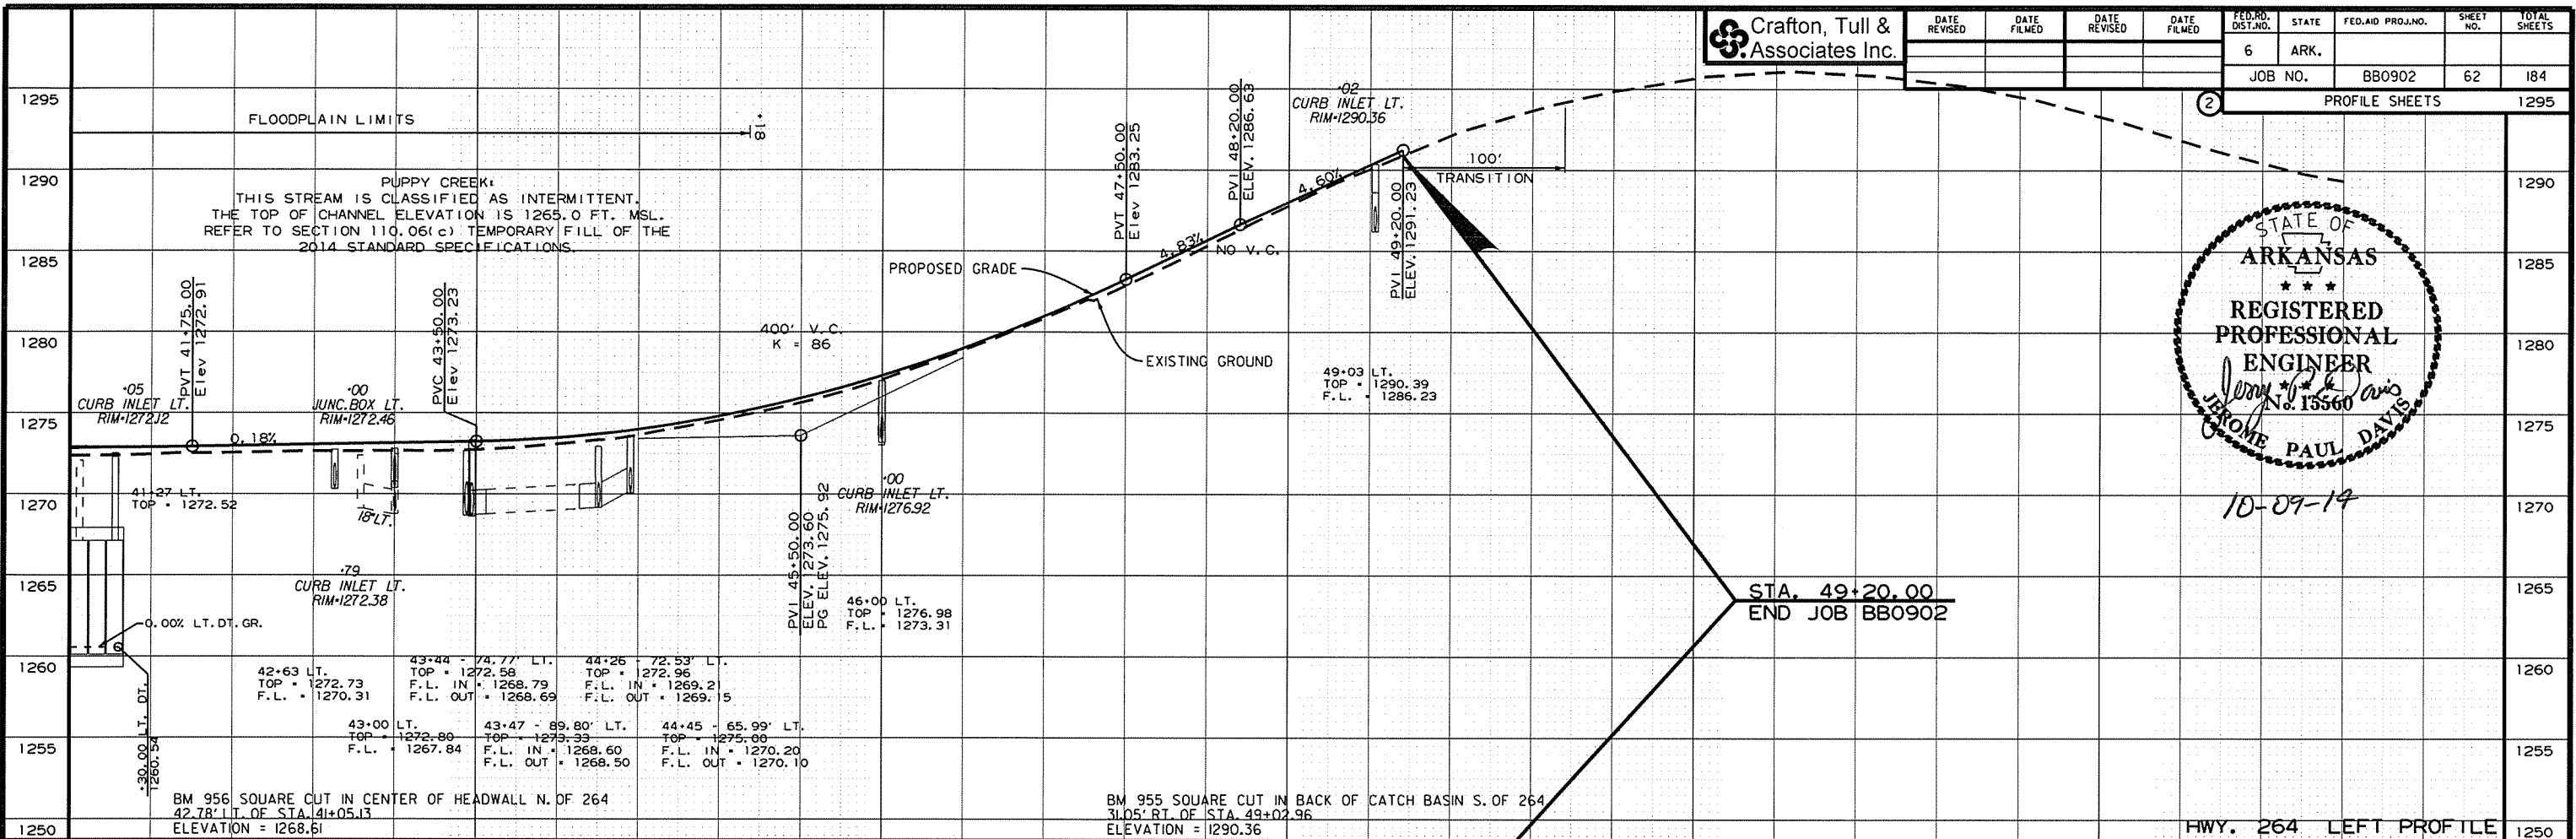 Crafton, Tull &
Associates Inc.
DATE REVISED
DATE FILMED
DATE REVISED
DATE FILMED
FED.RD. DIST.NO.
STATE
FED.AID PROJ.NO.
SHEET NO.
TOTAL SHEETS
6
ARK.
JOB NO.
BB0902
62
184
2
PROFILE SHEETS
1295
1290
1285
1280
1275
1270
1265
1260
1255
1250
1295
1290
1285
1280
1275
1270
1265
1260
1255
1250
FLOODPLAIN LIMITS
+18
PUPPY CREEK:
THIS STREAM IS CLASSIFIED AS INTERMITTENT.
THE TOP OF CHANNEL ELEVATION IS 1265.0 FT. MSL.
REFER TO SECTION 110.06(c) TEMPORARY FILL OF THE
2014 STANDARD SPECIFICATIONS.
PVT 41+75.00
Elev 1272.91
PVC 43+50.00
Elev 1273.23
PVT 47+50.00
Elev 1283.25
PVI 48+20.00
ELEV. 1286.63
+02
CURB INLET LT.
RIM=1290.36
100'
TRANSITION
4.60%
4.83%
NO V.C.
PVI 49+20.00
ELEV. 1291.23
PROPOSED GRADE
EXISTING GROUND
400' V.C.
K = 86
+05
CURB INLET LT.
RIM=1272.12
+00
JUNC.BOX LT.
RIM=1272.46
0.18%
49+03 LT.
TOP = 1290.39
F.L. = 1286.23
41+27 LT.
TOP = 1272.52
18" LT.
+00
CURB INLET LT.
RIM=1276.92
PVI 45+50.00
ELEV. 1273.60
PG ELEV. 1275.92
+79
CURB INLET LT.
RIM=1272.38
46+00 LT.
TOP = 1276.98
F.L. = 1273.31
0.00% LT.DT.GR.
+30.00 LT. DT.
1260.54
42+63 LT.
TOP = 1272.73
F.L. = 1270.31
43+44 - 74.77' LT.
TOP = 1272.58
F.L. IN = 1268.79
F.L. OUT = 1268.69
44+26 - 72.53' LT.
TOP = 1272.96
F.L. IN = 1269.21
F.L. OUT = 1269.15
43+00 LT.
TOP = 1272.80
F.L. = 1267.84
43+47 - 89.80' LT.
TOP = 1273.33
F.L. IN = 1268.60
F.L. OUT = 1268.50
44+45 - 65.99' LT.
TOP = 1275.00
F.L. IN = 1270.20
F.L. OUT = 1270.10
BM 956 SQUARE CUT IN CENTER OF HEADWALL N. OF 264
42.78' LT. OF STA. 41+05.13
ELEVATION = 1268.61
BM 955 SQUARE CUT IN BACK OF CATCH BASIN S. OF 264
31.05' RT. OF STA. 49+02.96
ELEVATION = 1290.36
STA. 49+20.00
END JOB BB0902
STATE OF
ARKANSAS
REGISTERED
PROFESSIONAL
ENGINEER
No. 15560
JEROME PAUL DAVIS
10-09-14
HWY. 264 LEFT PROFILE